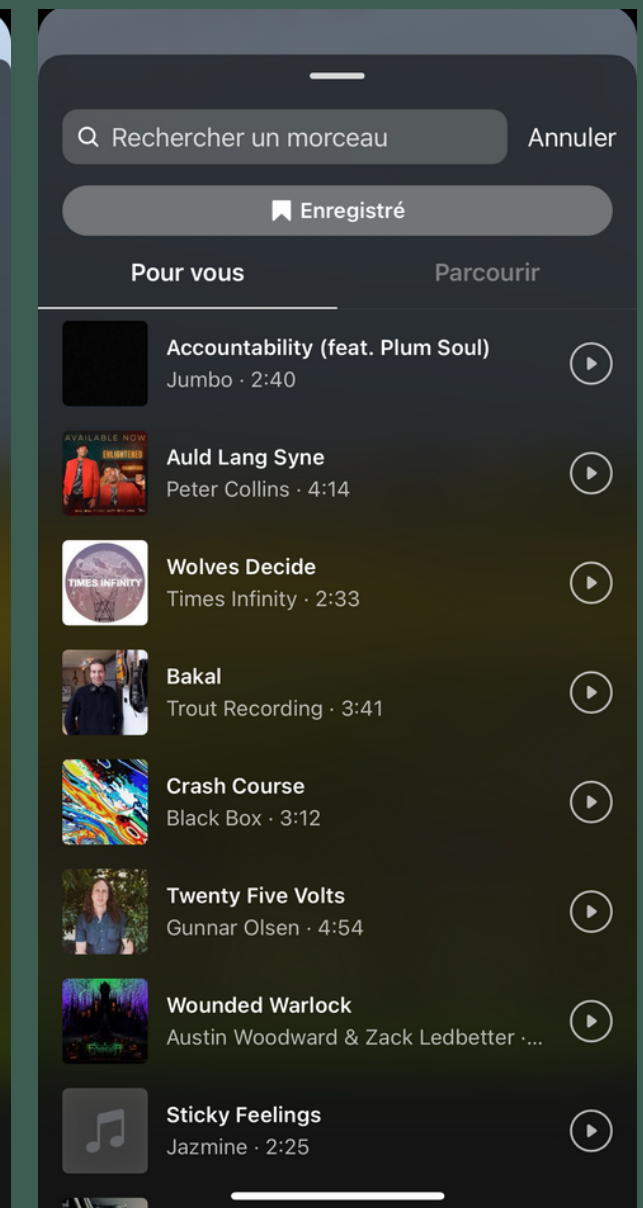 Rechercher un morceau
Annuler
Enregistré
Pour vous
Parcourir
Accountability (feat. Plum Soul)
Jumbo · 2:40
AVAILABLE NOW
ENLIGHTENED
Auld Lang Syne
Peter Collins · 4:14
TIMES INFINITY
Wolves Decide
Times Infinity · 2:33
Bakal
Trout Recording · 3:41
Crash Course
Black Box · 3:12
Twenty Five Volts
Gunnar Olsen · 4:54
Wounded Warlock
Austin Woodward & Zack Ledbetter ·...
Sticky Feelings
Jazmine · 2:25